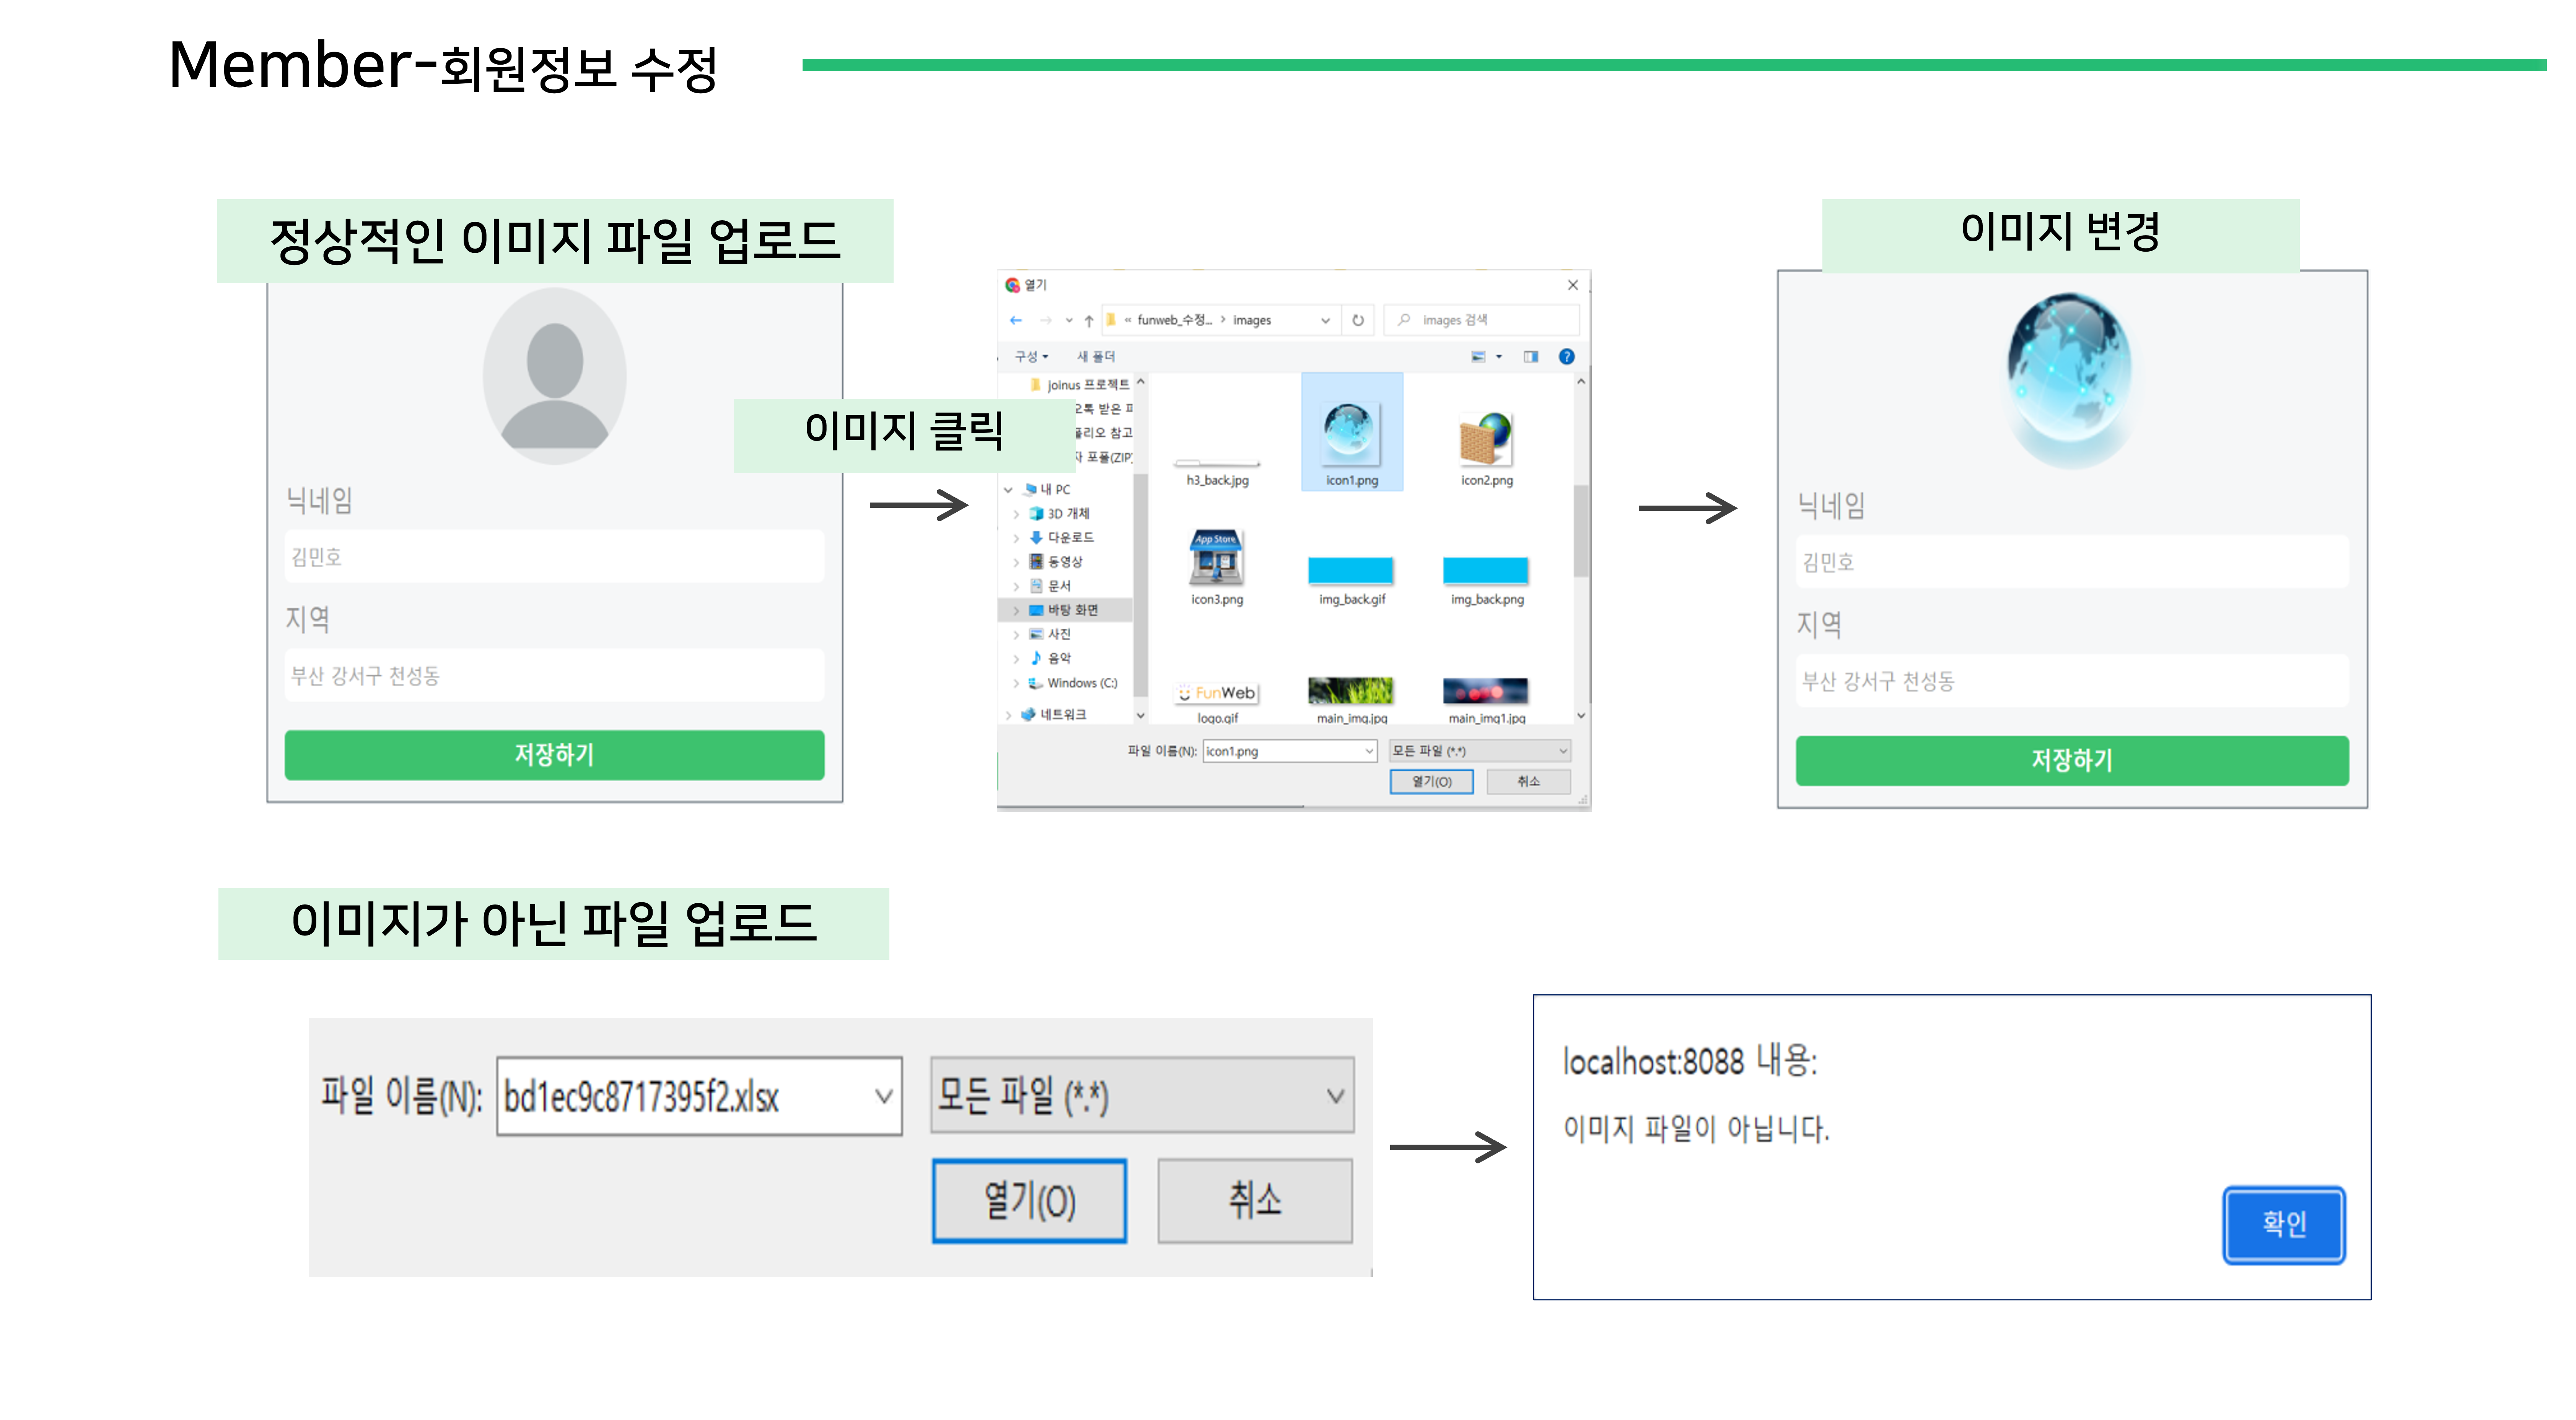 Member-회원정보 수정
정상적인 이미지 파일 업로드
닉네임
김민호
지역
부산 강서구 천성동
저장하기
이미지 클릭
열기
« funweb_수정... > images
images 검색
구성
새 폴더
joinus 프로젝트
오톡 받은 파
폴리오 참고
자 포폴(ZIP)
내 PC
3D 개체
다운로드
동영상
문서
바탕 화면
사진
음악
Windows (C:)
네트워크
h3_back.jpg
icon1.png
icon2.png
App Store
icon3.png
img_back.gif
img_back.png
FunWeb
logo.gif
main_img.jpg
main_img1.jpg
파일 이름(N): icon1.png
모든 파일 (*.*)
열기(O)
취소
이미지 변경
닉네임
김민호
지역
부산 강서구 천성동
저장하기
이미지가 아닌 파일 업로드
파일 이름(N): bd1ec9c8717395f2.xlsx
모든 파일 (*.*)
열기(O)
취소
localhost:8088 내용:
이미지 파일이 아닙니다.
확인